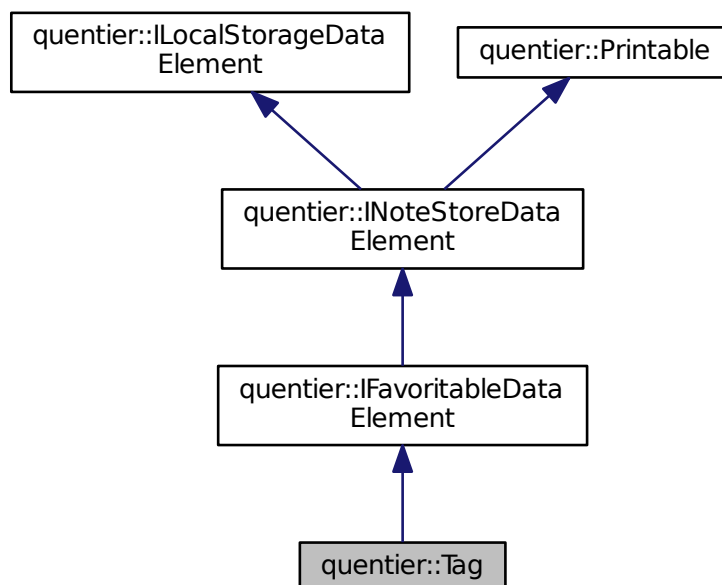 quentier::ILocalStorageData
Element
quentier::Printable
quentier::INoteStoreData
Element
quentier::IFavoritableData
Element
quentier::Tag